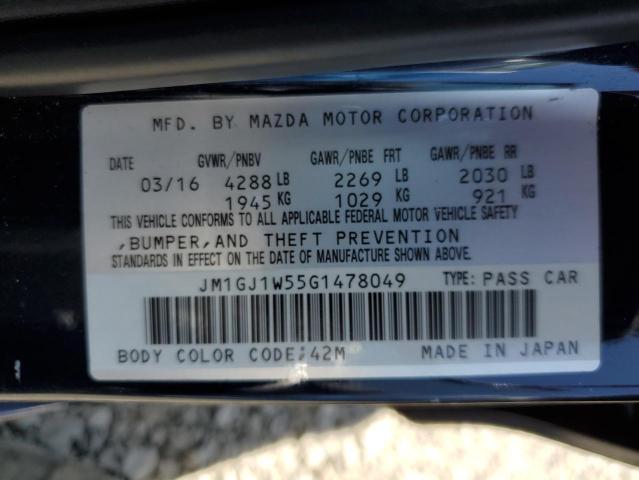 MFD. BY MAZDA MOTOR CORPORATION
DATE GVWR/PNBV GAWR/PNBE FRT GAWR/PNBE RR
03/16 4288 LB 2269 LB 2030 LB
1945 KG 1029 KG 921 KG
THIS VEHICLE CONFORMS TO ALL APPLICABLE FEDERAL MOTOR VEHICLE SAFETY
,BUMPER,AND THEFT PREVENTION
STANDARDS IN EFFECT ON THE DATE OF MANUFACTURE SHOWN ABOVE.
JM1GJ1W55G1478049 TYPE: PASS CAR
BODY COLOR CODE:42M MADE IN JAPAN